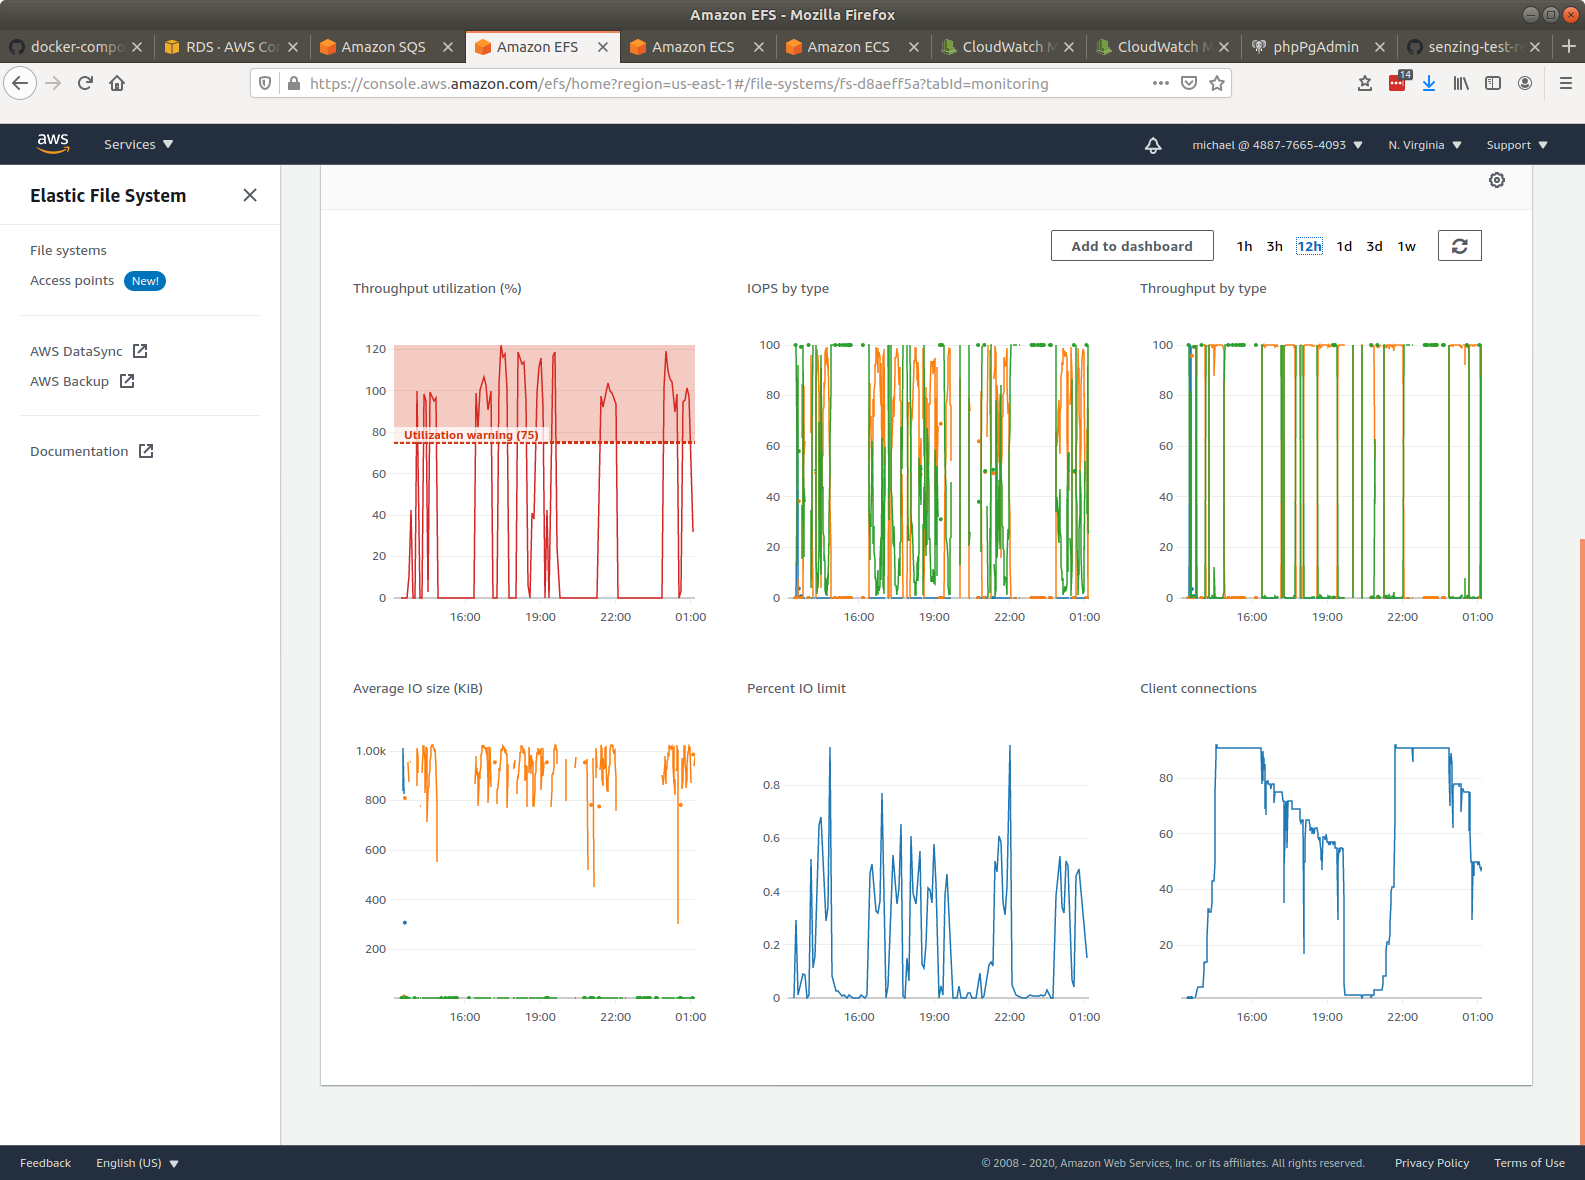 Amazon EFS - Mozilla Firefox
docker-compo
RDS · AWS Con
Amazon SQS
Amazon EFS
Amazon ECS
Amazon ECS
CloudWatch M
CloudWatch M
phpPgAdmin
senzing-test-re
https://console.aws.amazon.com/efs/home?region=us-east-1#/file-systems/fs-d8aeff5a?tabId=monitoring
14
aws
Services
michael @ 4887-7665-4093
N. Virginia
Support
Elastic File System
File systems
Access points New!
AWS DataSync
AWS Backup
Documentation
Add to dashboard
1h 3h 12h 1d 3d 1w
Throughput utilization (%)
120
100
80
Utilization warning (75)
60
40
20
0
16:00 19:00 22:00 01:00
IOPS by type
100
80
60
40
20
0
16:00 19:00 22:00 01:00
Throughput by type
100
80
60
40
20
0
16:00 19:00 22:00 01:00
Average IO size (KiB)
1.00k
800
600
400
200
16:00 19:00 22:00 01:00
Percent IO limit
0.8
0.6
0.4
0.2
0
16:00 19:00 22:00 01:00
Client connections
80
60
40
20
16:00 19:00 22:00 01:00
Feedback
English (US)
© 2008 - 2020, Amazon Web Services, Inc. or its affiliates. All rights reserved.
Privacy Policy
Terms of Use